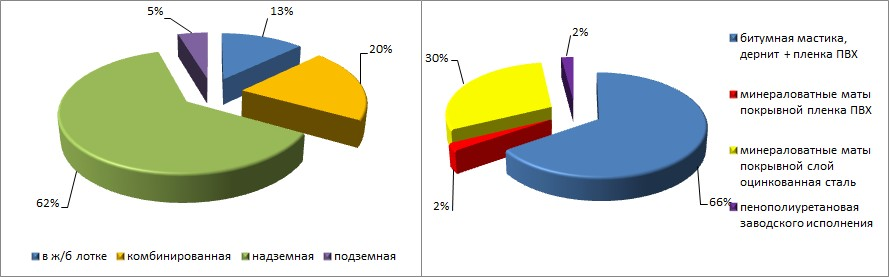 5%
13%
20%
62%
в ж/б лотке
комбинированная
надземная
подземная
2%
30%
2%
66%
битумная мастика,
дернит + пленка ПВХ
минераловатные маты
покрывной пленка ПВХ
минераловатные маты
покрывной слой
оцинкованная сталь
пенополиуретановая
заводского исполнения